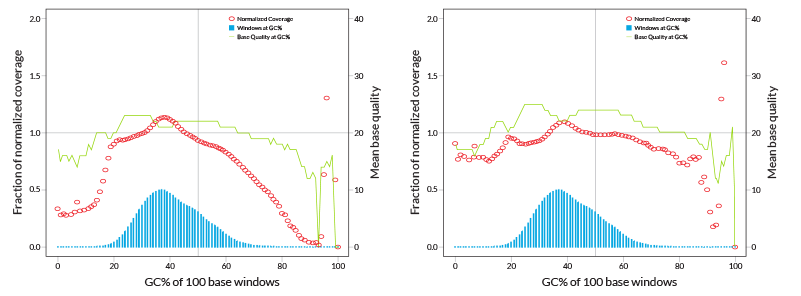 2.0
1.5
1.0
0.5
0.0
Fraction of normalized coverage
Normalized Coverage
Windows at GC%
Base Quality at GC%
40
30
20
10
0
Mean base quality
0 20 40 60 80 100
GC% of 100 base windows
2.0
1.5
1.0
0.5
0.0
Fraction of normalized coverage
Normalized Coverage
Windows at GC%
Base Quality at GC%
40
30
20
10
0
Mean base quality
0 20 40 60 80 100
GC% of 100 base windows